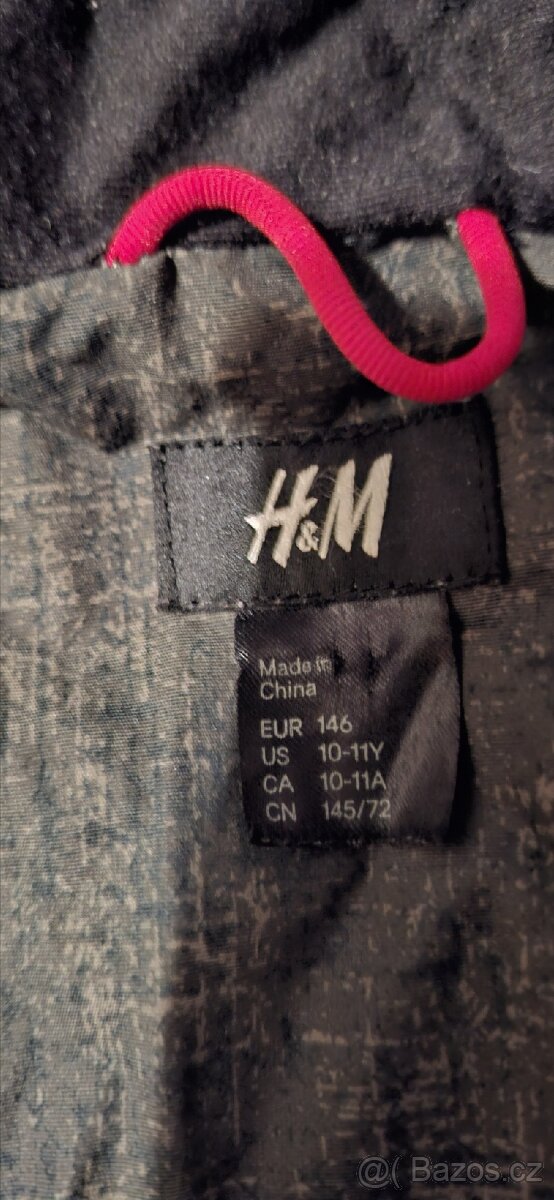 H&M
Made in
China
EUR 146
US 10-11Y
CA 10-11A
CN 145/72
@( Bazos.cz